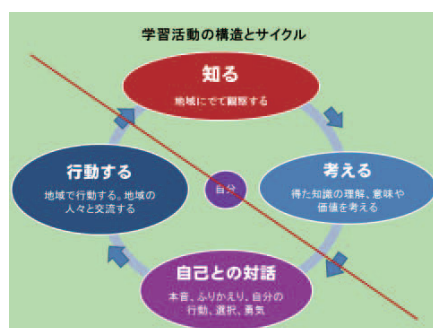 学習活動の構造とサイクル
知る
地域にでて観察する
考える
得た知識の理解、意味や
価値を考える
自己との対話
本音、ふりかえり、自分の
行動、選択、勇気
行動する
地域で行動する。地域の
人々と交流する
自分